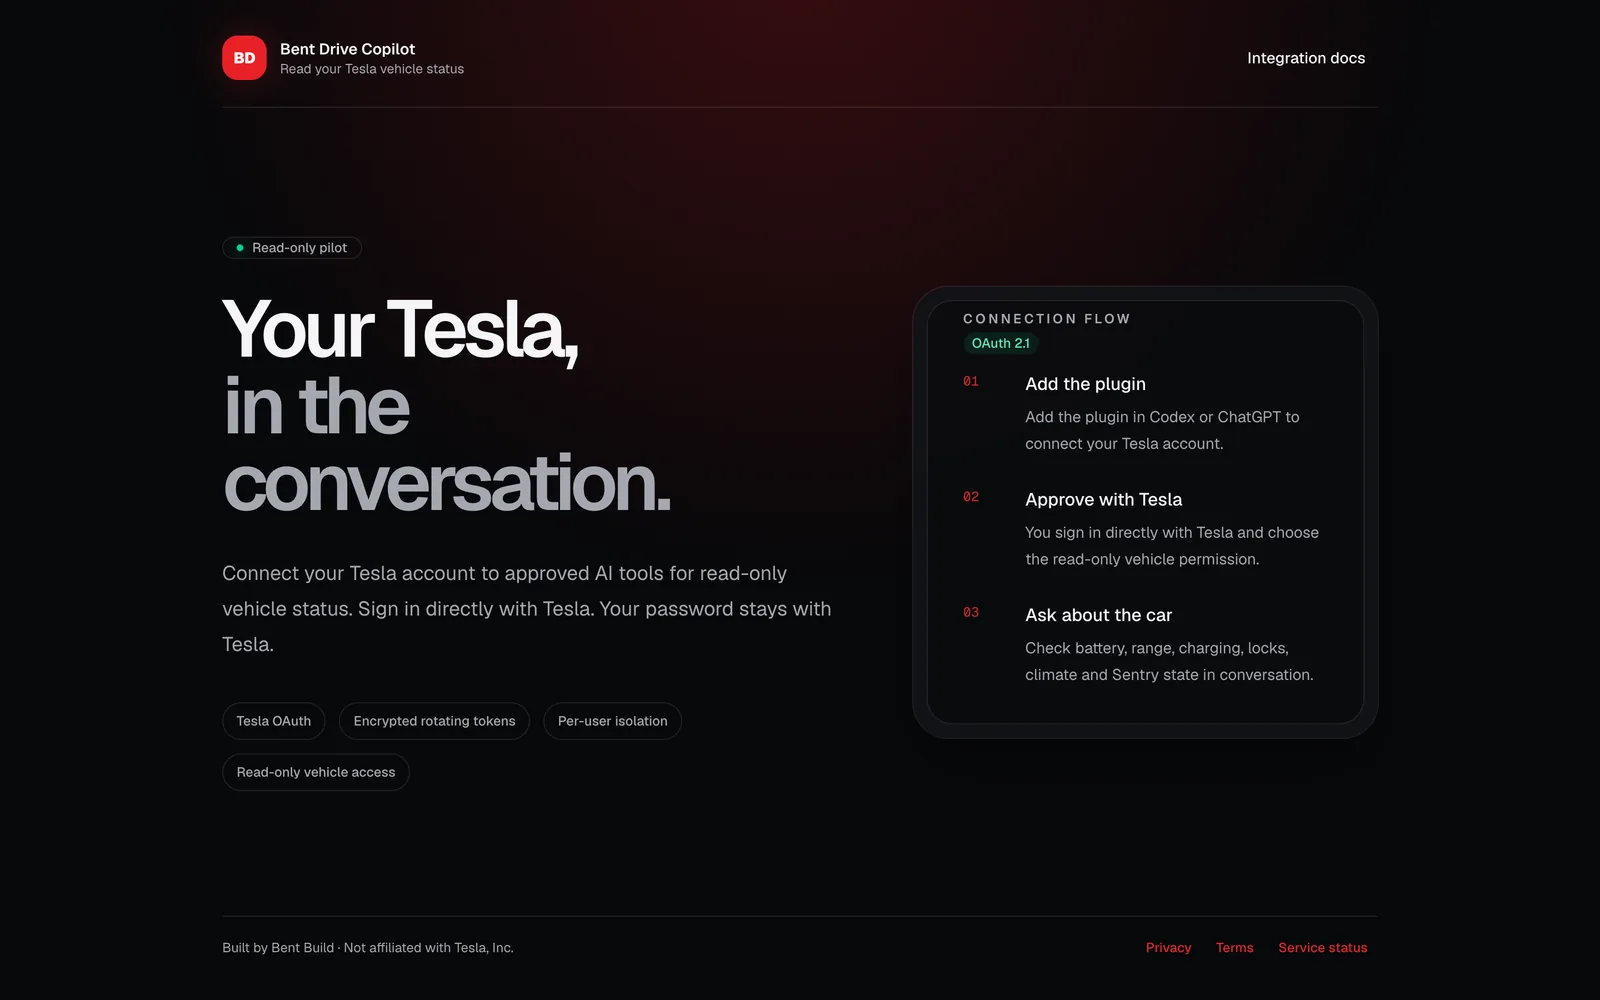 BD
Bent Drive Copilot
Read your Tesla vehicle status
Integration docs
Read-only pilot
Your Tesla,
in the
conversation.
Connect your Tesla account to approved AI tools for read-only
vehicle status. Sign in directly with Tesla. Your password stays with
Tesla.
Tesla OAuth
Encrypted rotating tokens
Per-user isolation
Read-only vehicle access
CONNECTION FLOW
OAuth 2.1
01
Add the plugin
Add the plugin in Codex or ChatGPT to
connect your Tesla account.
02
Approve with Tesla
You sign in directly with Tesla and choose
the read-only vehicle permission.
03
Ask about the car
Check battery, range, charging, locks,
climate and Sentry state in conversation.
Built by Bent Build · Not affiliated with Tesla, Inc.
Privacy
Terms
Service status